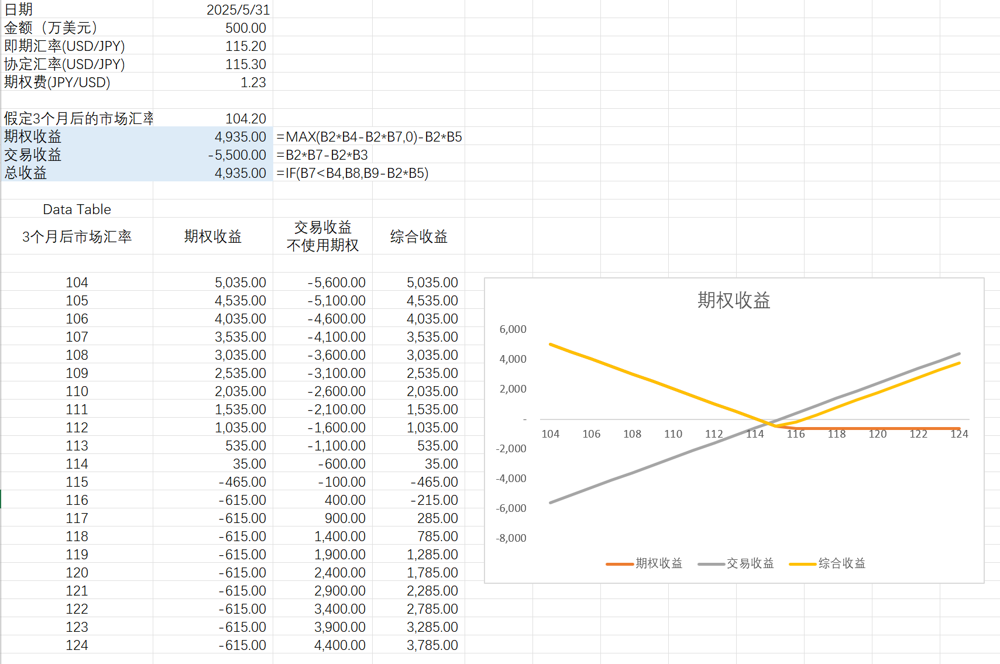 日期 2025/5/31
金额（万美元） 500.00
即期汇率(USD/JPY) 115.20
协定汇率(USD/JPY) 115.30
期权费(JPY/USD) 1.23
假定3个月后的市场汇率 104.20
期权收益 4,935.00 =MAX(B2*B4-B2*B7,0)-B2*B5
交易收益 -5,500.00 =B2*B7-B2*B3
总收益 4,935.00 =IF(B7<B4,B8,B9-B2*B5)
Data Table
3个月后市场汇率 期权收益 交易收益 综合收益
不使用期权
104 5,035.00 -5,600.00 5,035.00
105 4,535.00 -5,100.00 4,535.00
106 4,035.00 -4,600.00 4,035.00
107 3,535.00 -4,100.00 3,535.00
108 3,035.00 -3,600.00 3,035.00
109 2,535.00 -3,100.00 2,535.00
110 2,035.00 -2,600.00 2,035.00
111 1,535.00 -2,100.00 1,535.00
112 1,035.00 -1,600.00 1,035.00
113 535.00 -1,100.00 535.00
114 35.00 -600.00 35.00
115 -465.00 -100.00 -465.00
116 -615.00 400.00 -215.00
117 -615.00 900.00 285.00
118 -615.00 1,400.00 785.00
119 -615.00 1,900.00 1,285.00
120 -615.00 2,400.00 1,785.00
121 -615.00 2,900.00 2,285.00
122 -615.00 3,400.00 2,785.00
123 -615.00 3,900.00 3,285.00
124 -615.00 4,400.00 3,785.00
期权收益
6,000
4,000
2,000
-
104 106 108 110 112 114 116 118 120 122 124
-2,000
-4,000
-6,000
-8,000
期权收益 交易收益 综合收益